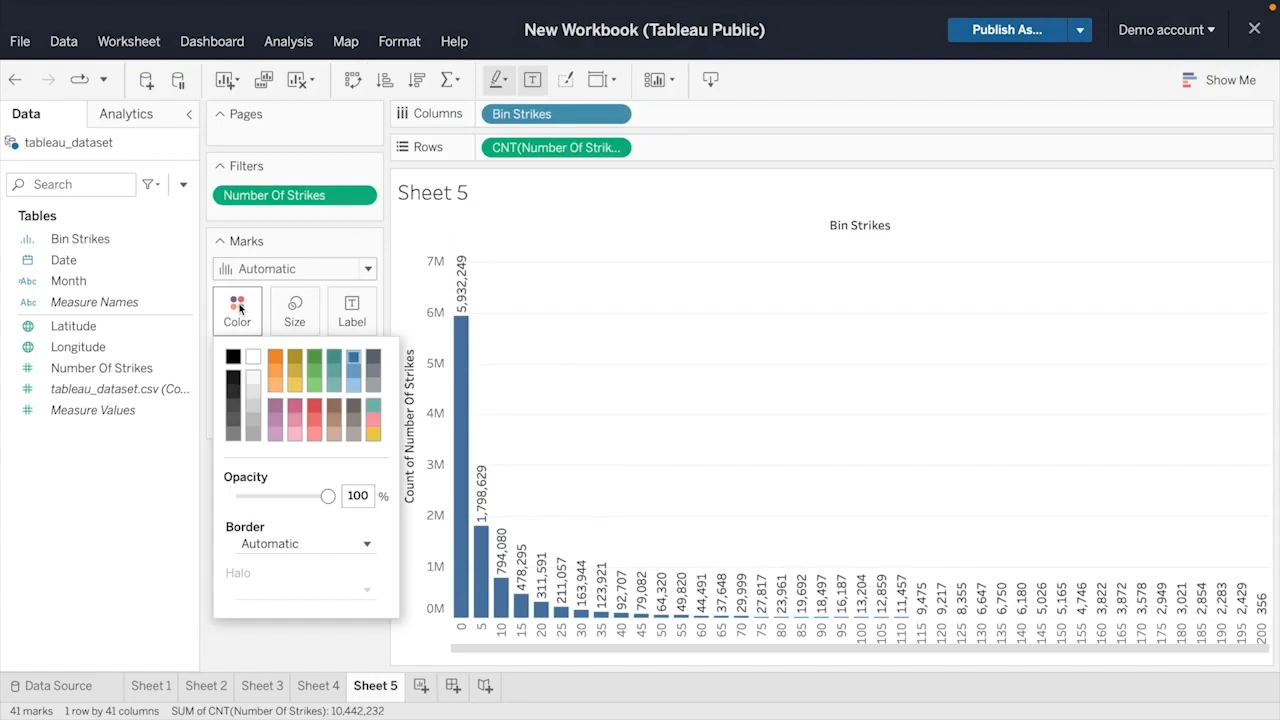 New Workbook (Tableau Public)
Publish As...
Demo account
File Data Worksheet Dashboard Analysis Map Format Help
Show Me
Data Analytics
tableau_dataset
Search
Tables
Bin Strikes
Date
Abc Month
Abc Measure Names
Latitude
Longitude
# Number Of Strikes
# tableau_dataset.csv (Co...
# Measure Values
Pages
Filters
Number Of Strikes
Marks
Automatic
Color Size Label
Opacity
100 %
Border
Automatic
Halo
Columns Bin Strikes
Rows CNT(Number Of Strik...
Sheet 5
Bin Strikes
Count of Number Of Strikes
7M
6M
5M
4M
3M
2M
1M
0M
5,932,249
1,798,629
794,080
478,295
311,591
211,057
163,944
123,921
92,707
79,082
64,320
49,820
44,491
37,648
29,999
27,817
23,961
19,692
18,497
16,187
13,204
12,859
11,457
9,475
9,217
8,355
6,647
6,750
6,180
5,026
5,165
4,746
3,822
3,872
3,578
2,949
3,021
2,854
2,283
2,429
356
0 5 10 15 20 25 30 35 40 45 50 55 60 65 70 75 80 85 90 95 100 105 110 115 120 125 130 135 140 145 150 155 160 165 170 175 180 185 190 195 200
Data Source Sheet 1 Sheet 2 Sheet 3 Sheet 4 Sheet 5
41 marks 1 row by 41 columns SUM of CNT(Number Of Strikes): 10,442,232